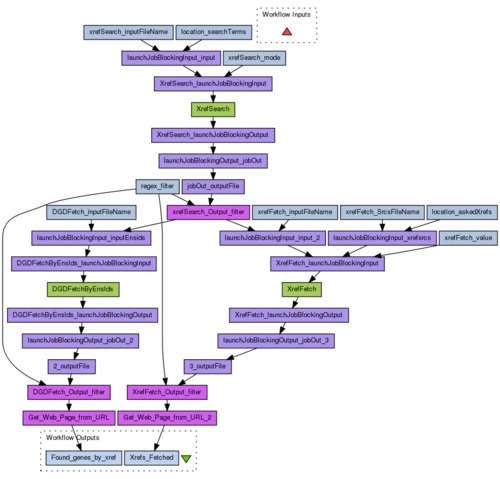 Workflow Inputs
xrefSearch_inputFileName
location_searchTerms
launchJobBlockingInput_input
xrefSearch_mode
XrefSearch_launchJobBlockingInput
XrefSearch
XrefSearch_launchJobBlockingOutput
launchJobBlockingOutput_jobOut
regex_filter
jobOut_outputFile
DGDFetch_inputFileName
xrefSearch_Output_filter
xrefFetch_inputFileName
xrefFetch_SrcsFileName
location_askedXrefs
launchJobBlockingInput_inputEnsids
launchJobBlockingInput_input_2
launchJobBlockingInput_xrefsrcs
xrefFetch_value
DGDFetchByEnsIds_launchJobBlockingInput
XrefFetch_launchJobBlockingInput
DGDFetchByEnsIds
XrefFetch
DGDFetchByEnsIds_launchJobBlockingOutput
XrefFetch_launchJobBlockingOutput
launchJobBlockingOutput_jobOut_2
launchJobBlockingOutput_jobOut_3
2_outputFile
3_outputFile
DGDFetch_Output_filter
XrefFetch_Output_filter
Get_Web_Page_from_URL
Get_Web_Page_from_URL_2
Workflow Outputs
Found_genes_by_xref
Xrefs_Fetched